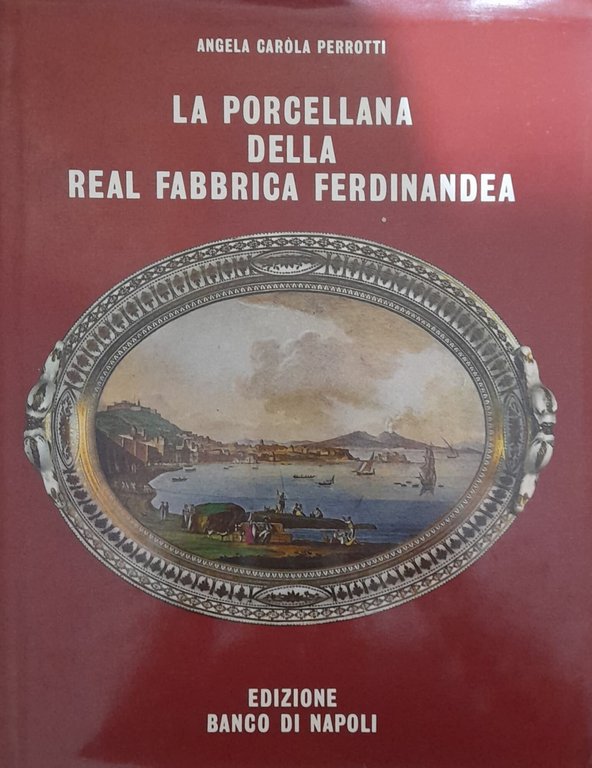 ANGELA CARÒLA PERROTTI
LA PORCELLANA
DELLA
REAL FABBRICA FERDINANDEA
EDIZIONE
BANCO DI NAPOLI